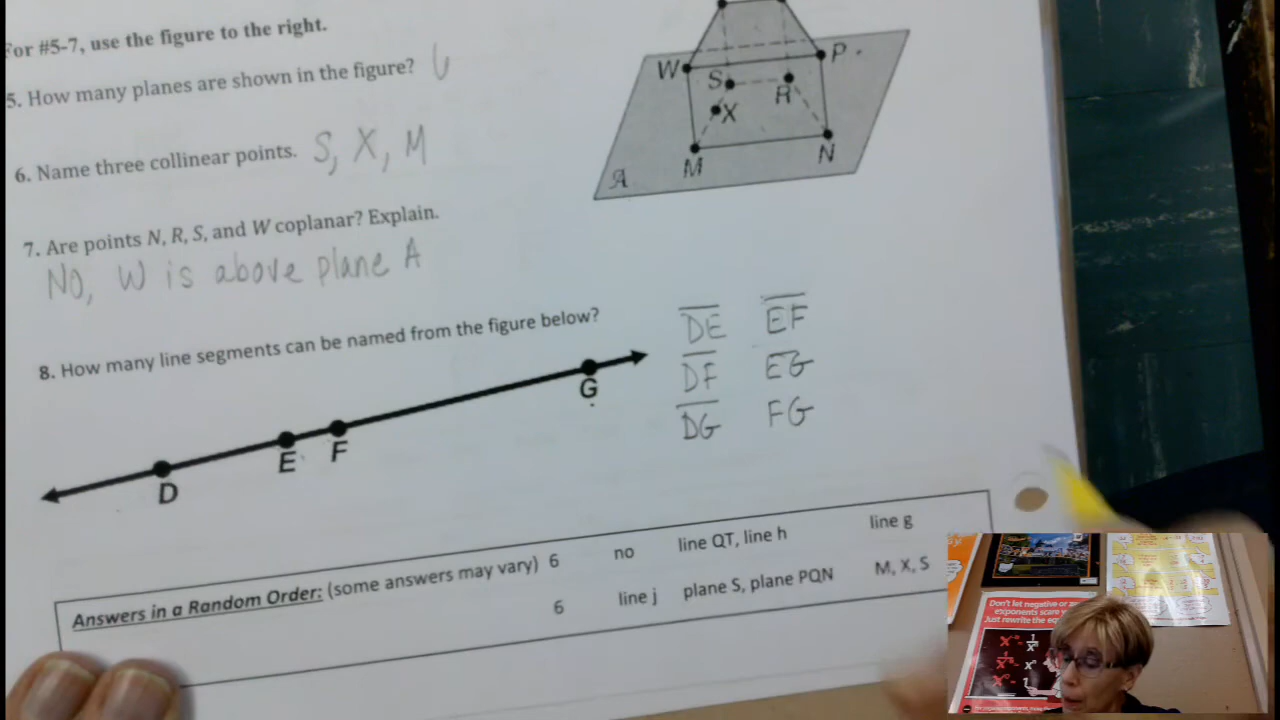 For #5-7, use the figure to the right.
5. How many planes are shown in the figure?
6. Name three collinear points. S, X, M
7. Are points N, R, S, and W coplanar? Explain.
NO, W is above plane A
W
P
S
R
X
M
N
A
8. How many line segments can be named from the figure below?
DE EF
DF EG
DG FG
G
E F
D
Answers in a Random Order: (some answers may vary) 6 no line QT, line h line g
6 line j plane S, plane PQN M, X, S
Don't let negative or
exponents scare
Just rewrite the